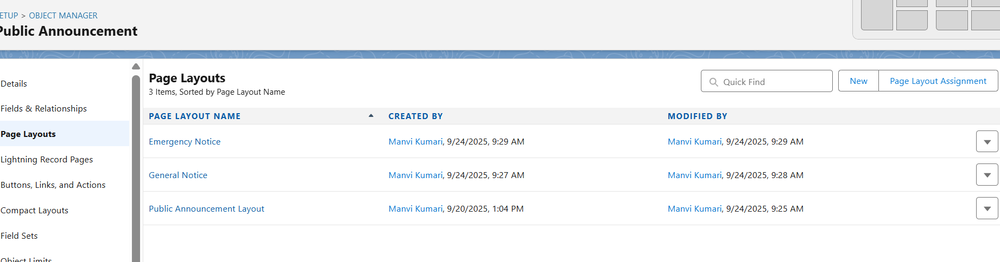 ETUP > OBJECT MANAGER
Public Announcement
Details
Fields & Relationships
Page Layouts
Lightning Record Pages
Buttons, Links, and Actions
Compact Layouts
Field Sets
Object Limits
Page Layouts
3 Items, Sorted by Page Layout Name
Quick Find
New
Page Layout Assignment
PAGE LAYOUT NAME CREATED BY MODIFIED BY
Emergency Notice Manvi Kumari, 9/24/2025, 9:29 AM Manvi Kumari, 9/24/2025, 9:29 AM
General Notice Manvi Kumari, 9/24/2025, 9:27 AM Manvi Kumari, 9/24/2025, 9:28 AM
Public Announcement Layout Manvi Kumari, 9/20/2025, 1:04 PM Manvi Kumari, 9/24/2025, 9:25 AM